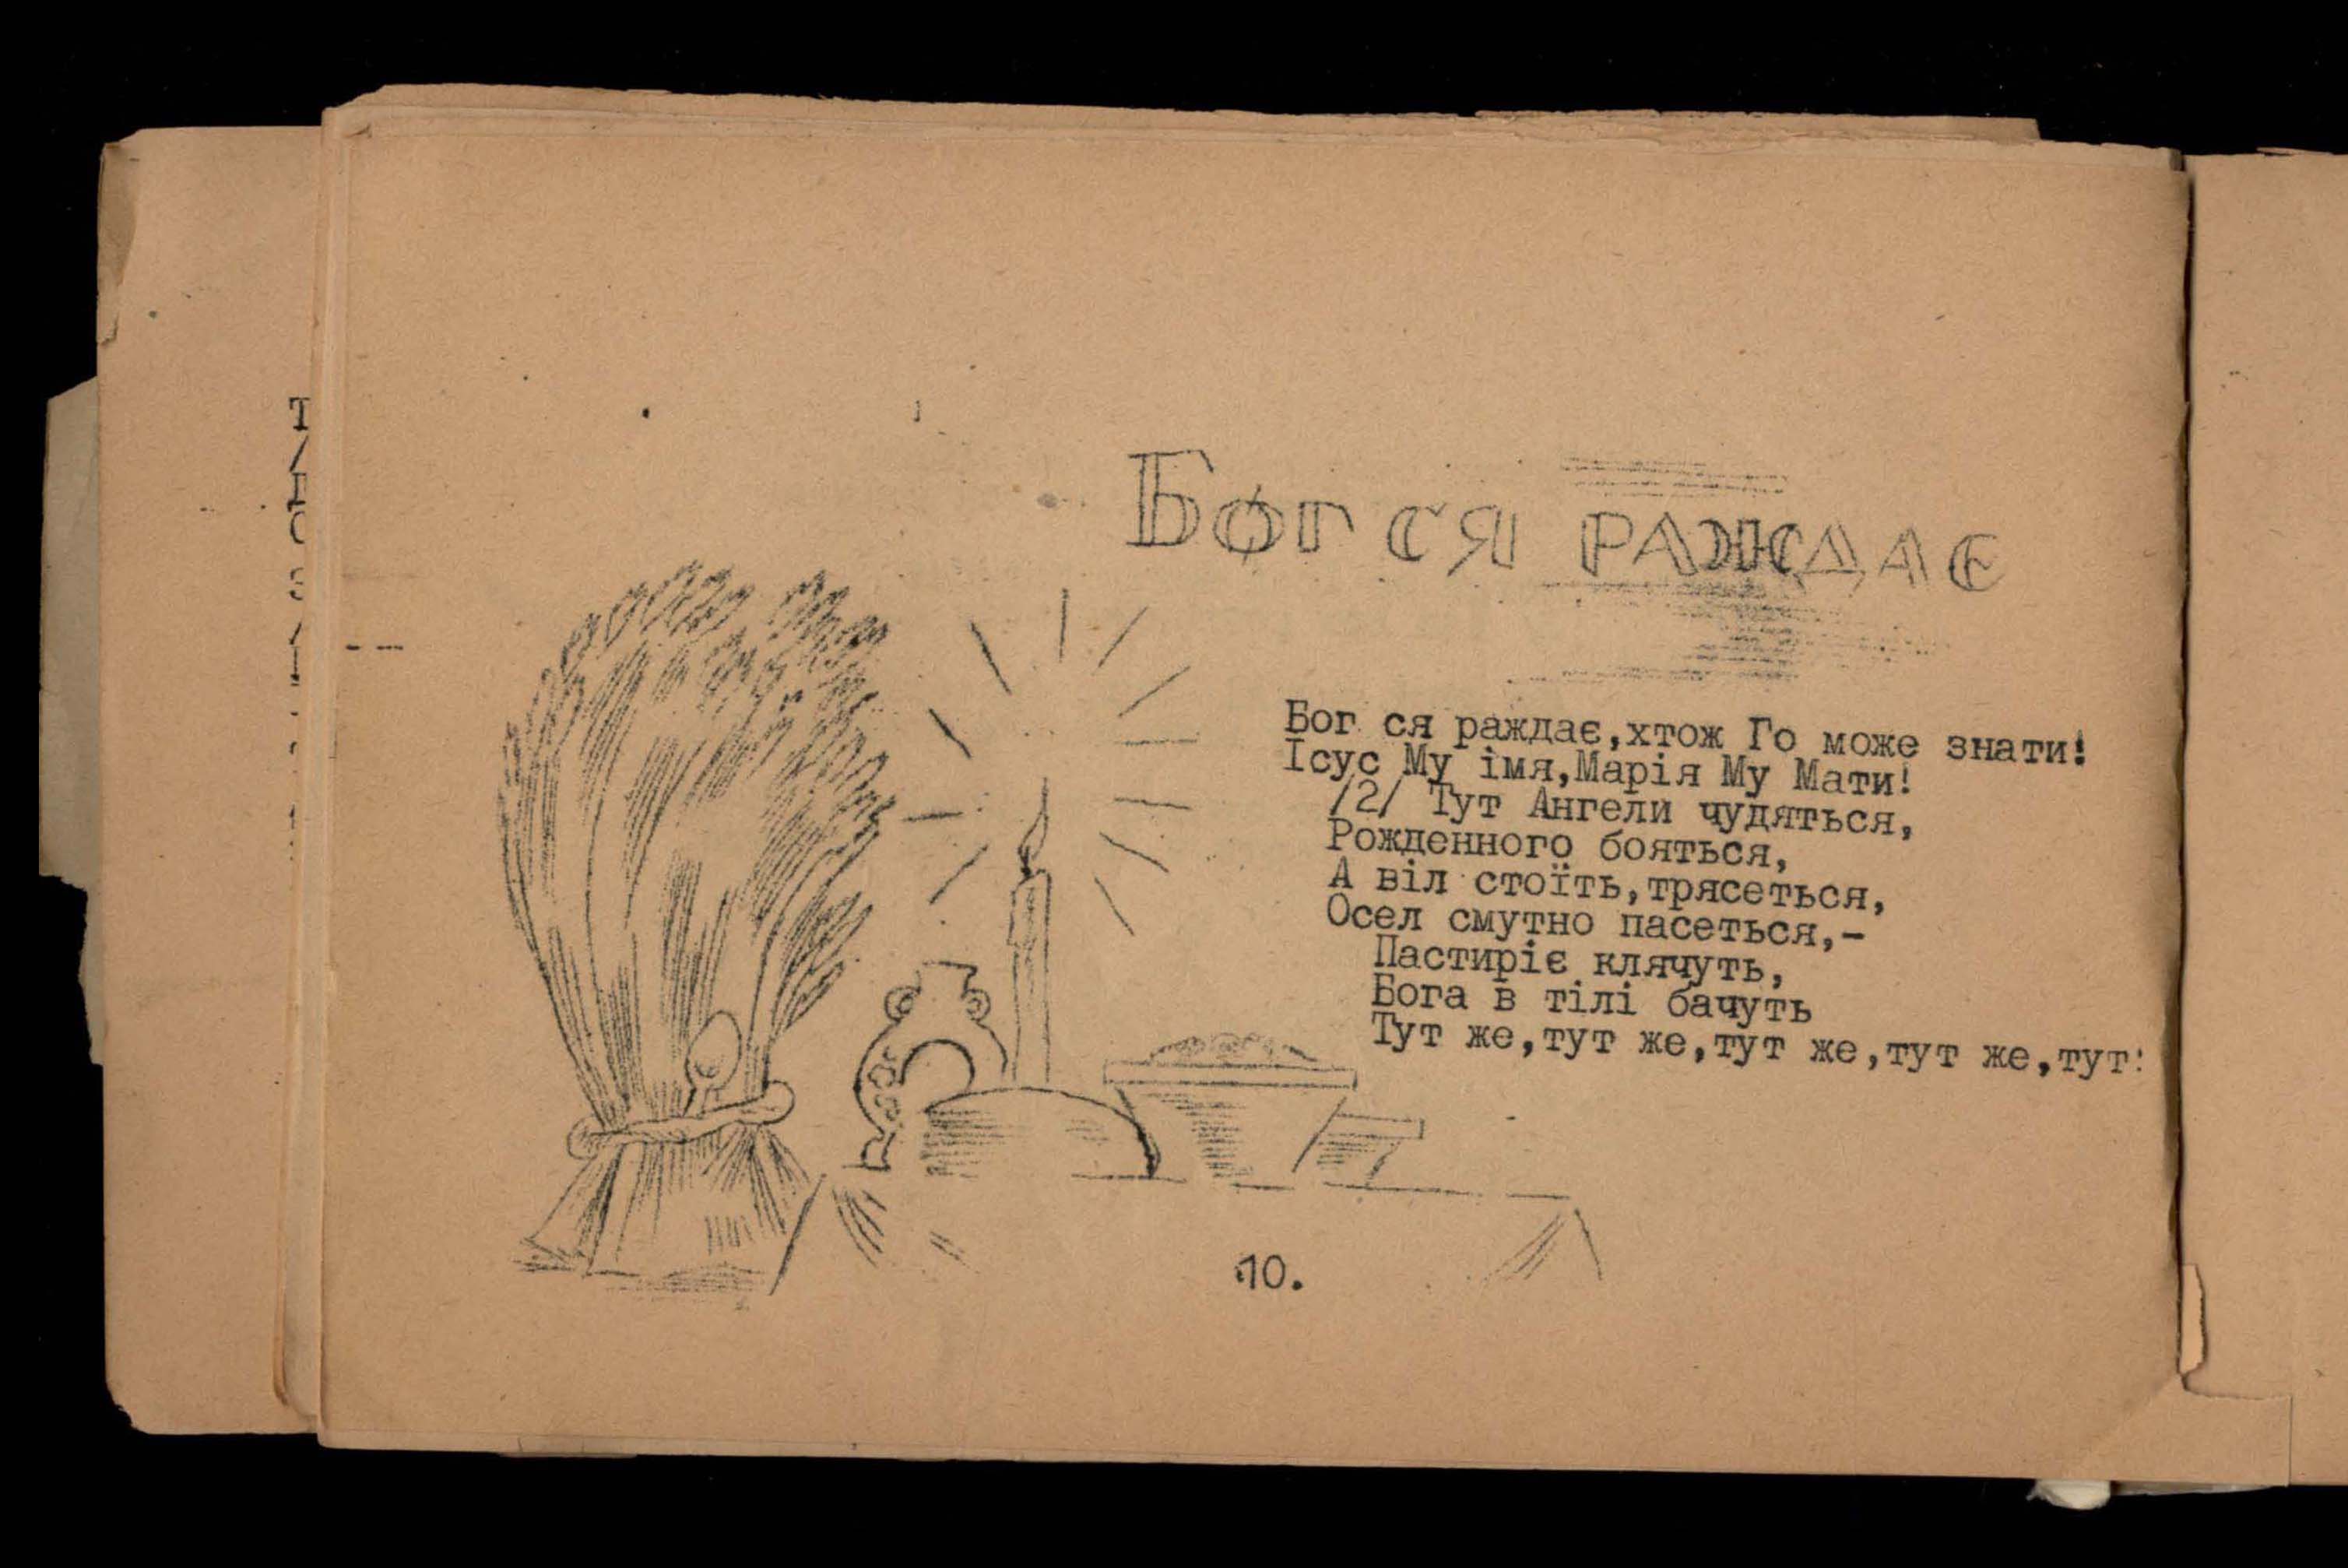 Бог ся раждає
Бог ся раждає,хтож Го може знати!
Ісус Му імя,Марія Му Мати!
/2/ Тут Ангели чудяться,
Рожденного бояться,
А віл стоїть,трясеться,
Осел смутно пасеться,-
Пастиріє клячуть,
Бога в тілі бачуть
Тут же,тут же,тут же,тут же,тут!
10.